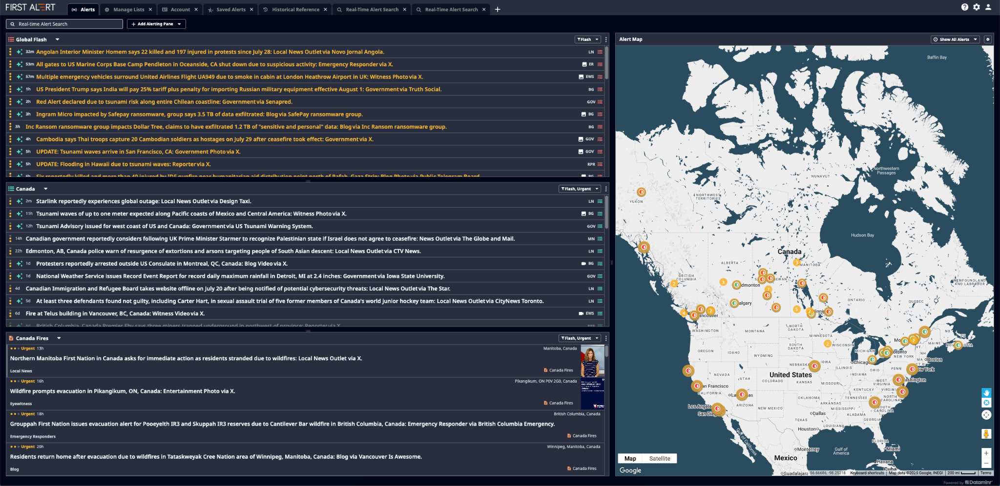 FIRST ALERT
Alerts
Manage Lists
Account
Saved Alerts
Historical Reference
Real-Time Alert Search
Real-Time Alert Search
Real-time Alert Search
Add Alerting Pane
Global Flash
Flash
32m Angolan Interior Minister Homem says 22 killed and 197 injured in protests since July 28: Local News Outlet via Novo Jornal Angola. LN
53m All gates to US Marine Corps Base Camp Pendleton in Oceanside, CA shut down due to suspicious activity: Emergency Responder via X. ER
57m Multiple emergency vehicles surround United Airlines Flight UA949 due to smoke in cabin at London Heathrow Airport in UK: Witness Photo via X. EWS
1h US President Trump says India will pay 25% tariff plus penalty for importing Russian military equipment effective August 1: Government via Truth Social. BG
2h Red Alert declared due to tsunami risk along entire Chilean coastline: Government via Senapred. GOV
3h Ingram Micro impacted by Safepay ransomware, group says 3.5 TB of data exfiltrated: Blog via SafePay ransomware group. BG
3h Inc Ransom ransomware group impacts Dollar Tree, claims to have exfiltrated 1.2 TB of "sensitive and personal" data: Blog via Inc Ransom ransomware group. BG
4h Cambodia says Thai troops capture 20 Cambodian soldiers as hostages on July 29 after ceasefire took effect: Government via X. GOV
5h UPDATE: Tsunami waves arrive in San Francisco, CA: Government Photo via X. GOV
5h UPDATE: Flooding in Hawaii due to tsunami waves: Reporter via X. RPR
6h Six reportedly killed and more than 40 injured by IDF gunfire near humanitarian aid distribution point north of Rafah, Gaza Strip: Blog Photo via Public Telegram Board. BG
Canada
Flash, Urgent
2m Starlink reportedly experiences global outage: Local News Outlet via Design Taxi. LN
11h Tsunami waves of up to one meter expected along Pacific coasts of Mexico and Central America: Witness Photo via X. BG
12h Tsunami Advisory issued for west coast of US and Canada: Government via US Tsunami Warning System. GOV
14h Canadian government reportedly considers following UK Prime Minister Starmer to recognize Palestinian state if Israel does not agree to ceasefire: News Outlet via The Globe and Mail. MN
22h Edmonton, AB, Canada police warn of resurgence of extortions and arsons targeting people of South Asian descent: Local News Outlet via CTV News. LN
1d Protesters reportedly arrested outside US Consulate in Montreal, QC, Canada: Blog Video via X. BG
1d National Weather Service issues Record Event Report for record daily maximum rainfall in Detroit, MI at 2.4 inches: Government via Iowa State University. GOV
4d Canadian Immigration and Refugee Board takes website offline on July 20 after being notified of potential cybersecurity threats: Local News Outlet via The Star. LN
5d At least three defendants found not guilty, including Carter Hart, in sexual assault trial of five former members of Canada's world junior hockey team: Local News Outlet via CityNews Toronto. LN
6d Fire at Telus building in Vancouver, BC, Canada: Witness Video via X. EWS
6d British Columbia, Canada Premier Eby says three miners trapped underground in northwest of province: Reporter via X. RPR
Canada Fires
Flash, Urgent
Urgent 13h Manitoba, Canada
Northern Manitoba First Nation in Canada asks for immediate action as residents stranded due to wildfires: Local News Outlet via X.
Local News Canada Fires
Urgent 16h Pikangikum, ON P0V 2G0, Canada
Wildfire prompts evacuation in Pikangikum, ON, Canada: Entertainment Photo via X.
Eyewitness Canada Fires
Urgent 18h British Columbia, Canada
Grouppah First Nation issues evacuation alert for Pooeyelth IR3 and Skuppah IR3 reserves due to Cantilever Bar wildfire in British Columbia, Canada: Emergency Responder via British Columbia Emergency.
Emergency Responders Canada Fires
Urgent 20h Winnipeg, Manitoba, Canada
Residents return home after evacuation due to wildfires in Tataskweyak Cree Nation area of Winnipeg, Manitoba, Canada: Blog via Vancouver Is Awesome.
Blog Canada Fires
Alert Map
Show All Alerts
Baffin Bay
Northwestern
Passages
NUNAVUT
YUKON
NORTHWEST
TERRITORIES
Hudson Bay
Canada
ALBERTA
3
MANITOBA
BRITISH
COLUMBIA
2
3
dmonton
EWAN
NEWFOUNDLAND
AND LABRADOR
7
ONTARIO
QUEBEC
algary
4
2
5
2
innip
ancouver
WASHINGTON
MONTANA
NORTH
DAKOTA
MINNESOTA
2
WISCONSIN
SOUTH
DAKOTA
OREGON
IDAHO
WYOMING
MICHIGAN
oronto
Mo
2
VT
MAINE
NB
PE
NOV
OTIA
NH
NEW YORK
MA
Boston
CT RI
Chicago
NEBRASKA
IOWA
ILLINOIS
OHIO
PENN
ew York
NEVADA
UTAH
United States
COLORADO
KANSAS
INDIANA
WEST
VIRGINIA
ashington
MISSOURI
KENTUCKY
VIRGINI
an Francisco
CALIFORNIA
Las
as
ARIZONA
NEW MEXICO
OKLAHOMA
TENNESSEE
NORTH
CAROLINA
ARKANSAS
MISSISSIPPI
SOUTH
CAROLINA
Los Angele
San Die
Dallas
ALABAMA
TEXAS
GEORGIA
LOUISIANA
Houston
Gulf of California
FLORIDA
Monterrey
Gulf of
America
Miami
Mexico
Havana
Cuba
Guadalajara
Map
Satellite
Google
56.66686, -98.25318
Keyboard shortcuts
Map data ©2025 Google, INEGI
200 mi
Terms
Powered by Dataminr